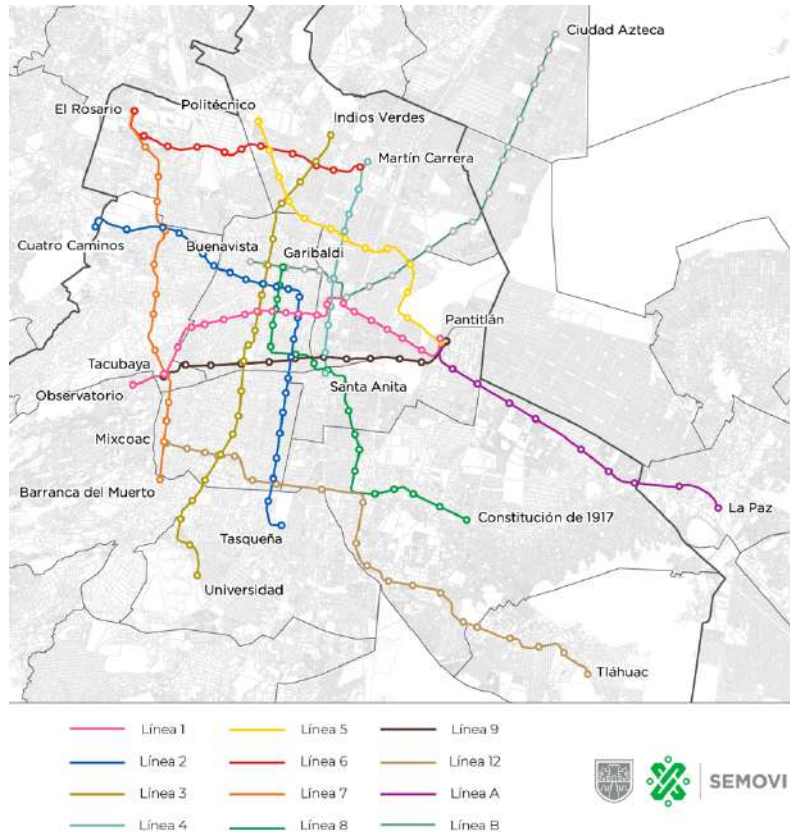 Ciudad Azteca
El Rosario
Politécnico
Indios Verdes
Martín Carrera
Cuatro Caminos
Buenavista
Garibaldi
Pantitlán
Tacubaya
Observatorio
Santa Anita
Mixcoac
Barranca del Muerto
Constitución de 1917
La Paz
Tasqueña
Universidad
Tláhuac
Línea 1
Línea 5
Línea 9
Línea 2
Línea 6
Línea 12
Línea 3
Línea 7
Línea A
Línea 4
Línea 8
Línea B
SEMOVI